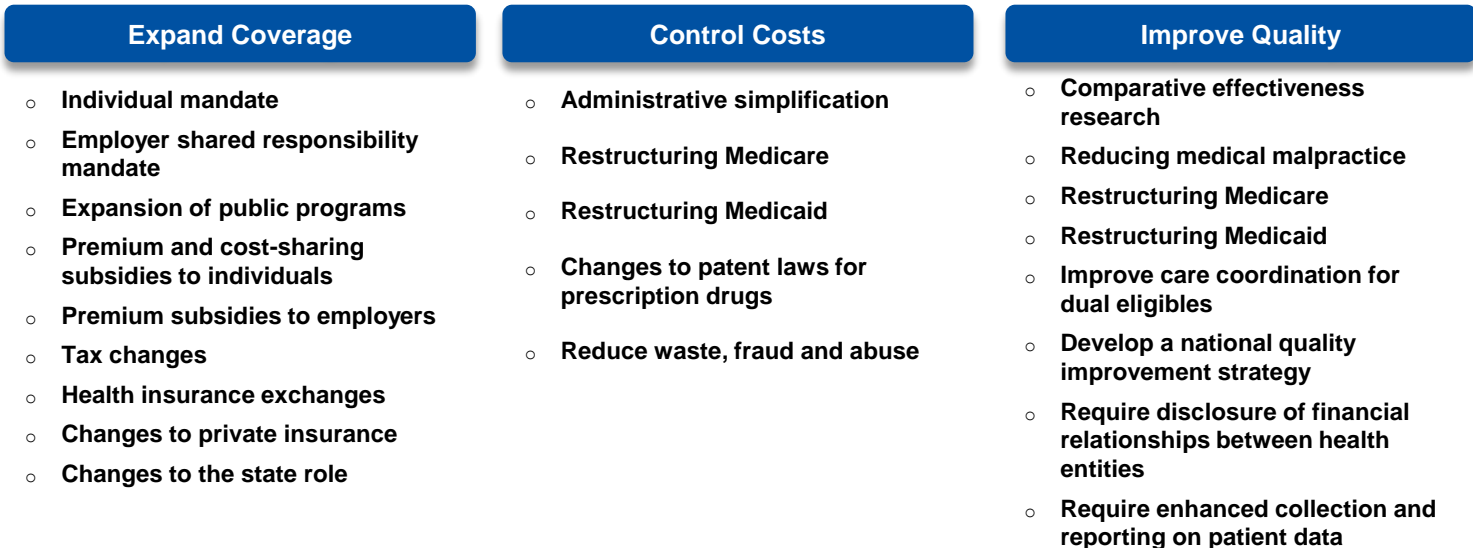 Expand Coverage
○ Individual mandate
○ Employer shared responsibility
mandate
○ Expansion of public programs
○ Premium and cost-sharing
subsidies to individuals
○ Premium subsidies to employers
○ Tax changes
○ Health insurance exchanges
○ Changes to private insurance
○ Changes to the state role
Control Costs
○ Administrative simplification
○ Restructuring Medicare
○ Restructuring Medicaid
○ Changes to patent laws for
prescription drugs
○ Reduce waste, fraud and abuse
Improve Quality
○ Comparative effectiveness
research
○ Reducing medical malpractice
○ Restructuring Medicare
○ Restructuring Medicaid
○ Improve care coordination for
dual eligibles
○ Develop a national quality
improvement strategy
○ Require disclosure of financial
relationships between health
entities
○ Require enhanced collection and
reporting on patient data